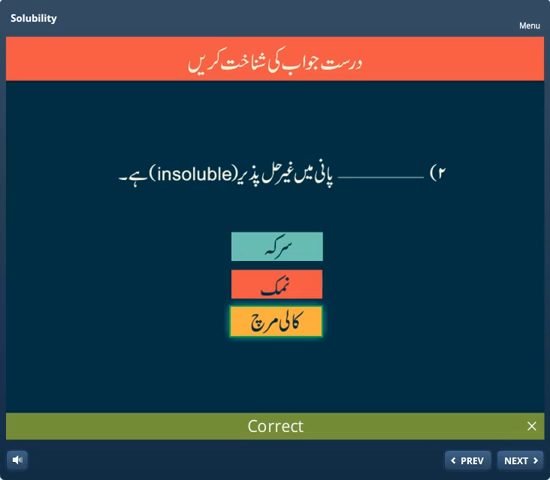 Solubility
Menu
درست جواب کی شناخت کریں
۲) ________ پانی میں غیر حل پذیر (insoluble) ہے۔
سرکہ
نمک
کالی مرچ
Correct
PREV
NEXT